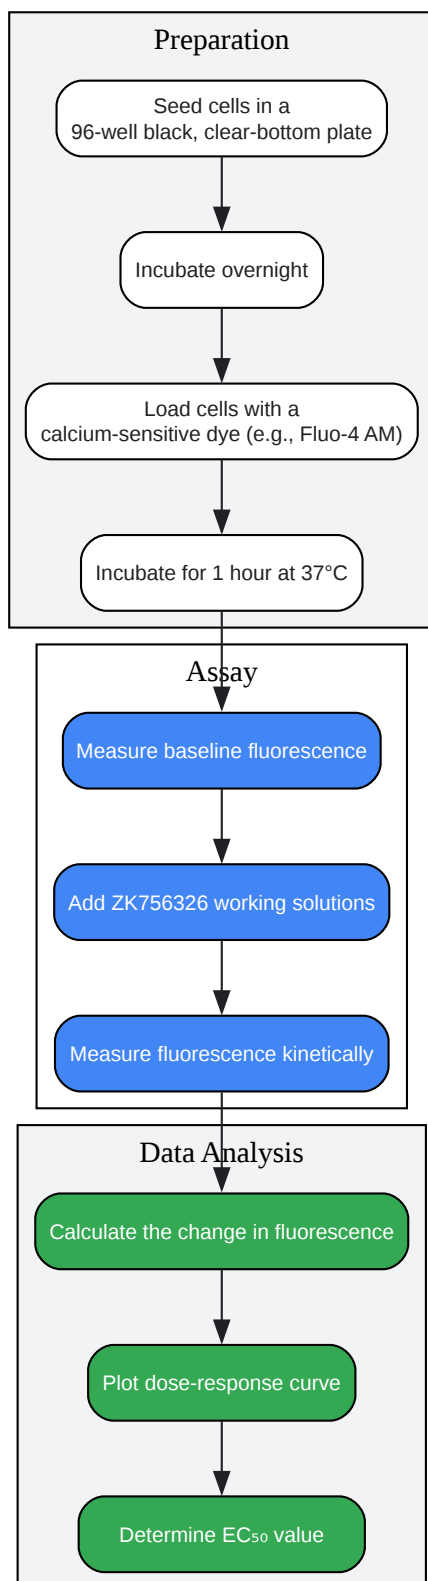 Preparation
Seed cells in a
96-well black, clear-bottom plate
Incubate overnight
Load cells with a
calcium-sensitive dye (e.g., Fluo-4 AM)
Incubate for 1 hour at 37°C
Assay
Measure baseline fluorescence
Add ZK756326 working solutions
Measure fluorescence kinetically
Data Analysis
Calculate the change in fluorescence
Plot dose-response curve
Determine EC₅₀ value